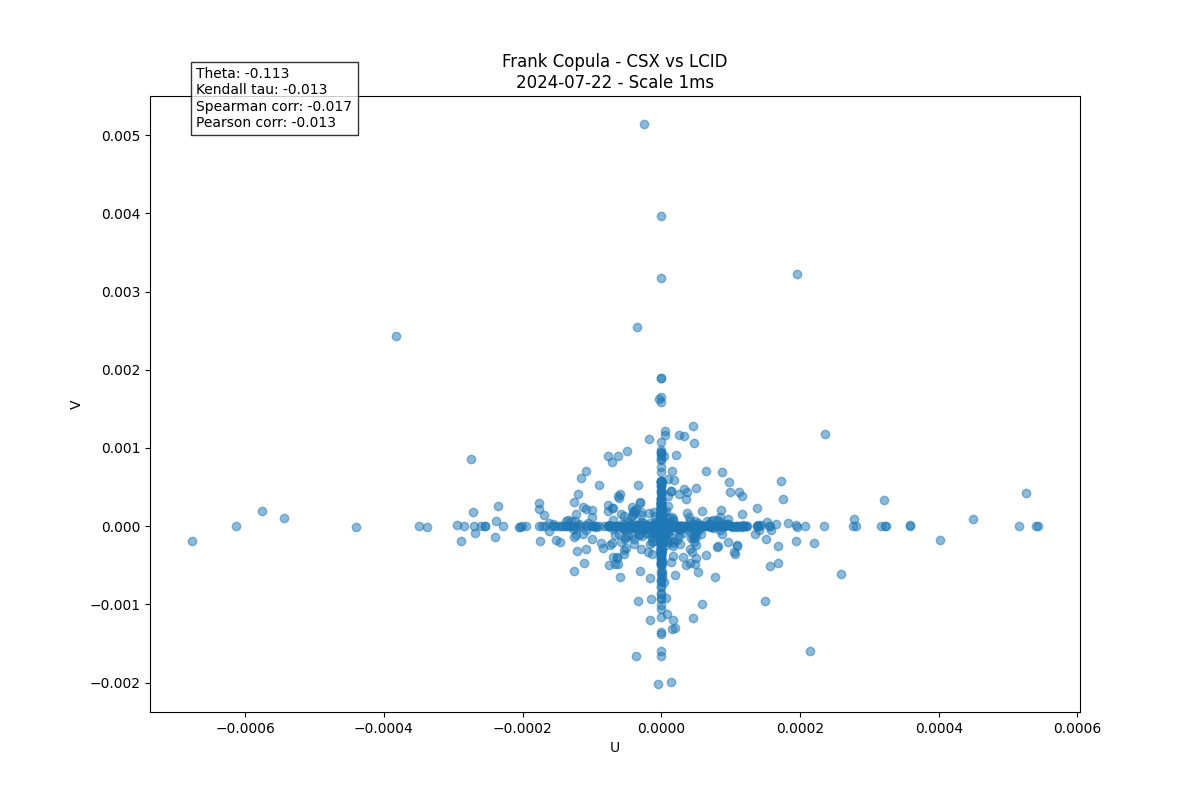 Frank Copula - CSX vs LCID
2024-07-22 - Scale 1ms
Theta: -0.113
Kendall tau: -0.013
Spearman corr: -0.017
Pearson corr: -0.013
0.005
0.004
0.003
0.002
0.001
0.000
−0.001
−0.002
V
−0.0006
−0.0004
−0.0002
0.0000
0.0002
0.0004
0.0006
U